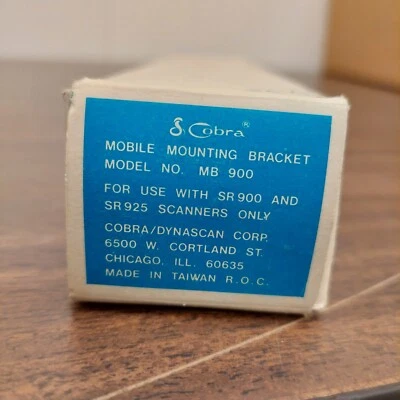 Cobra®
MOBILE MOUNTING BRACKET
MODEL NO. MB 900
FOR USE WITH SR900 AND
SR925 SCANNERS ONLY
COBRA/DYNASCAN CORP.
6500 W. CORTLAND ST.
CHICAGO, ILL. 60635
MADE IN TAIWAN R.O.C.